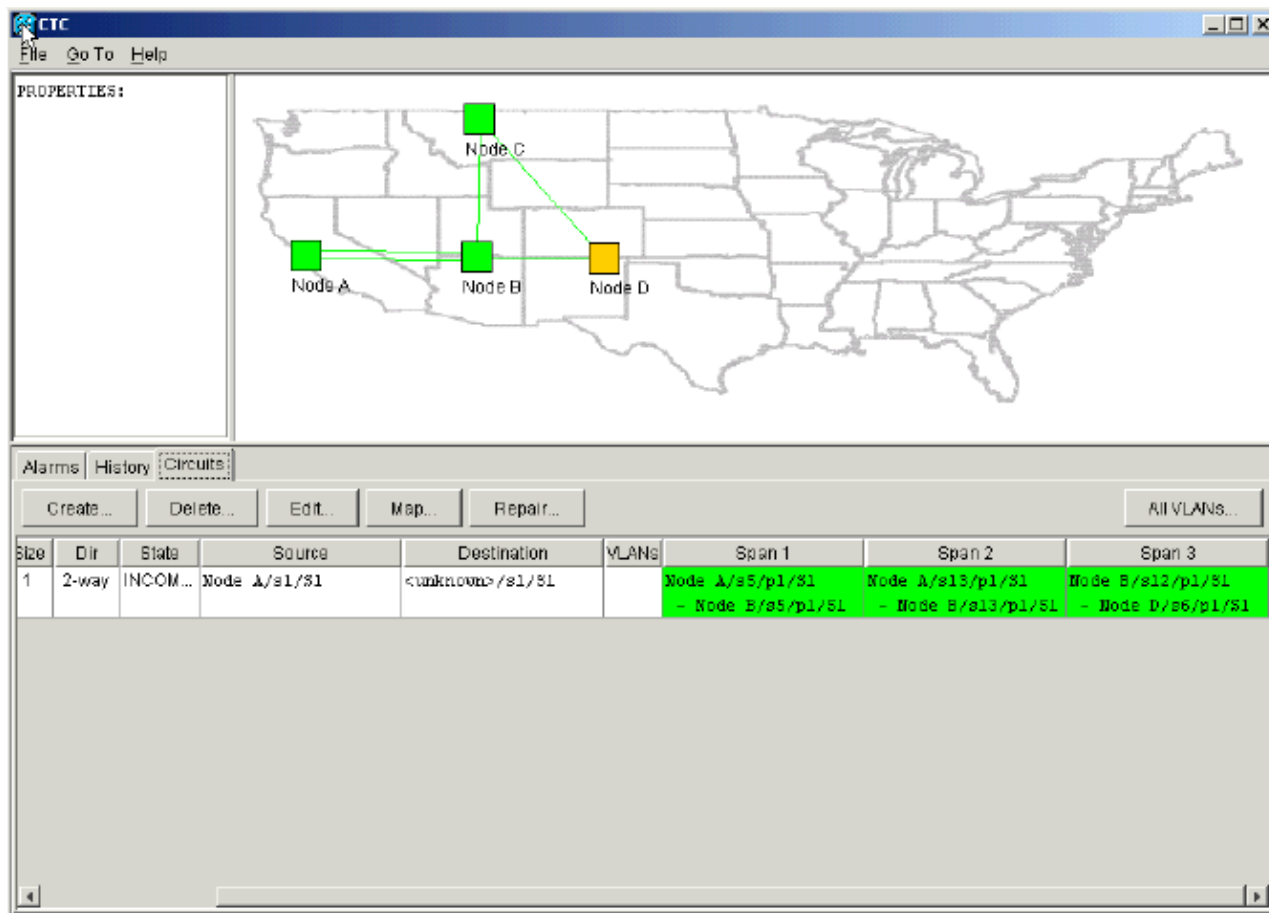 CTC
File Go To Help
PROPERTIES:
Node C
Node A
Node B
Node D
Alarms History Circuits
Create... Delete... Edit... Map... Repair... All VLANs...
Size Dir State Source Destination VLANs Span 1 Span 2 Span 3
1 2-way INCOM... Node A/s1/S1 <unknown>/s1/S1 Node A/s5/p1/S1 Node A/s13/p1/S1 Node B/s12/p1/S1
- Node B/s5/p1/S1 - Node B/s13/p1/S1 - Node D/s6/p1/S1